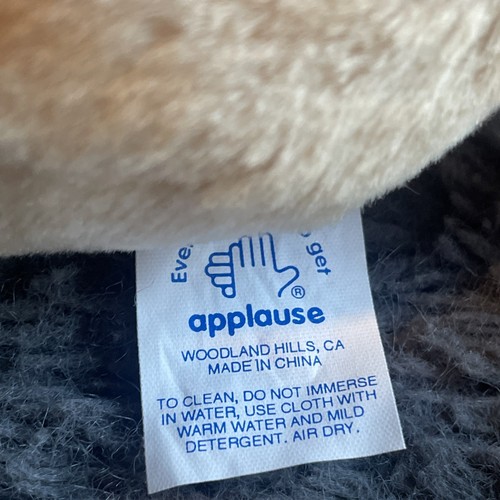 get
®
applause
WOODLAND HILLS, CA
MADE IN CHINA
TO CLEAN, DO NOT IMMERSE
IN WATER, USE CLOTH WITH
WARM WATER AND MILD
DETERGENT. AIR DRY.